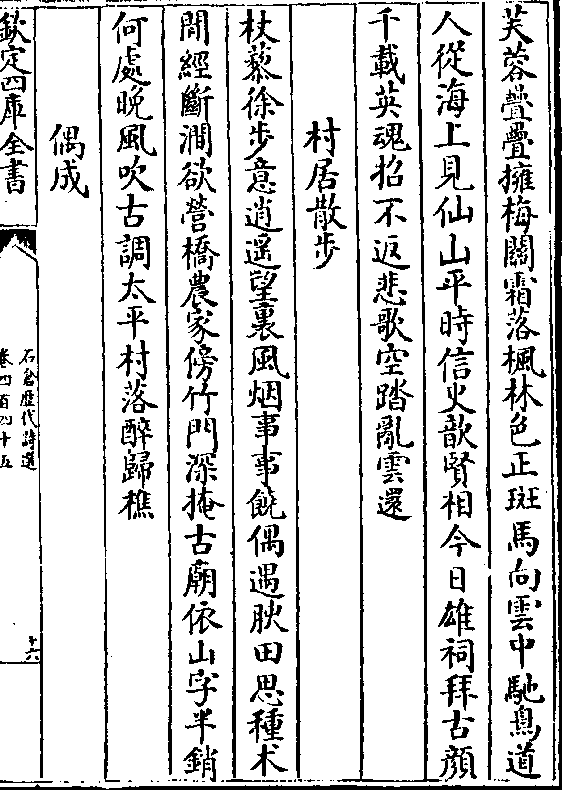 芙蓉疊疊擁梅關霜落楓林色正斑馬向雲中馳鳥道
人從海上見仙山平時信史歆賢相今日雄祠拜古顔
千載英魂招不返悲歌空踏亂雲還
村居散步
杖藜徐步意逍遥望裏風烟事事饒偶遇腴田思種术
閒經斷澗欲營橋農家傍竹門深掩古廟依山字半銷
何處晚風吹古調太平村落醉歸樵
偶成
欽定四庫全書
石倉歷代詩選
卷四百十五
十六